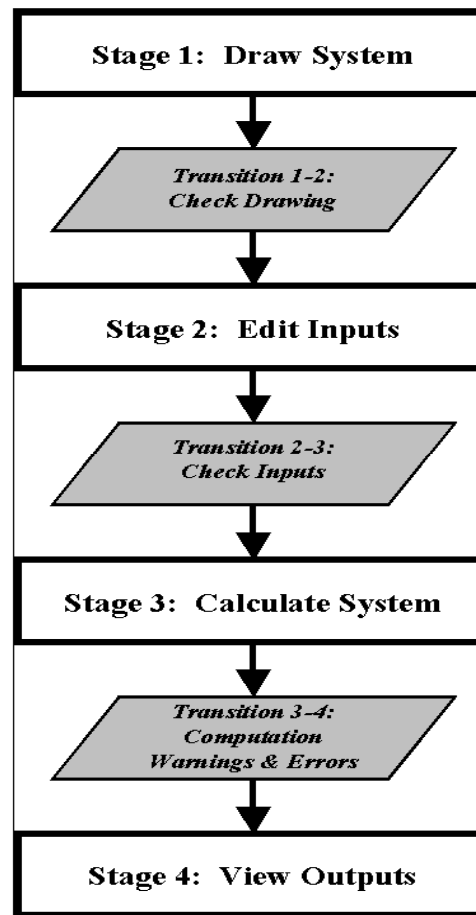 Stage 1: Draw System
Transition 1-2:
Check Drawing
Stage 2: Edit Inputs
Transition 2-3:
Check Inputs
Stage 3: Calculate System
Transition 3-4:
Computation
Warnings & Errors
Stage 4: View Outputs